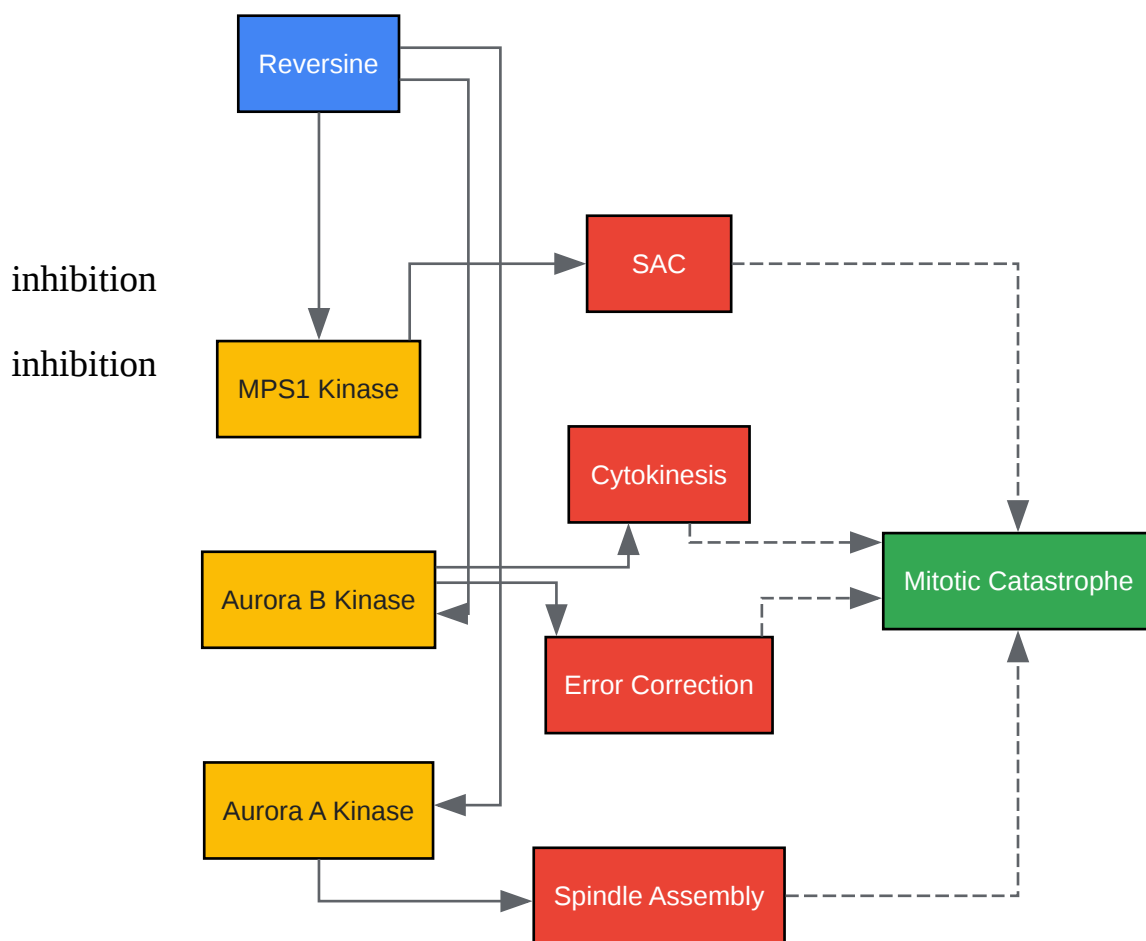 Reversine
SAC
inhibition
inhibition
MPS1 Kinase
Cytokinesis
Mitotic Catastrophe
Aurora B Kinase
Error Correction
Aurora A Kinase
Spindle Assembly